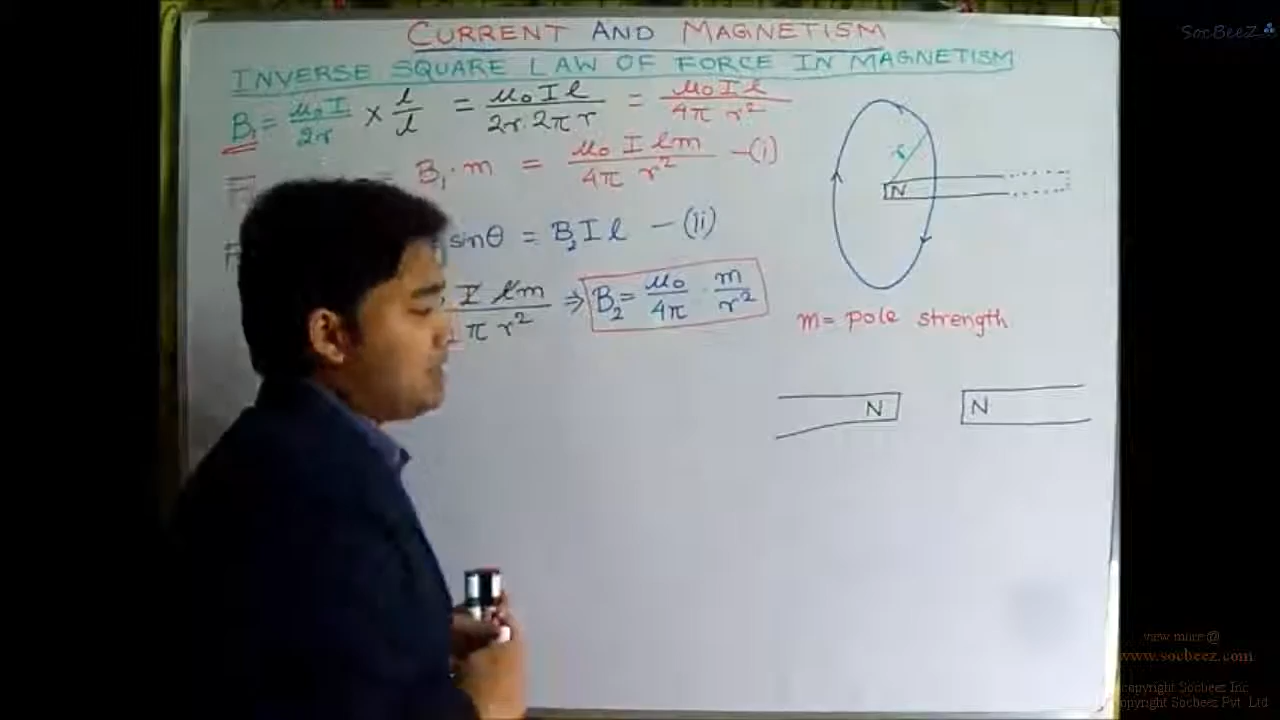 SocBeeZ
CURRENT AND MAGNETISM
INVERSE SQUARE LAW OF FORCE IN MAGNETISM
B₁ = μ₀I/2r × l/l = μ₀Il/2r·2πr = μ₀Il/4πr²
= B₁·m = μ₀Ilm/4πr² —(i)
sinθ = B₂Il —(ii)
Ilm/πr² ⇒ B₂ = μ₀/4π · m/r²
r
N
m = pole strength
N N
view more @
www.socbeez.com
copyright Socbeez Inc
copyright Socbeez Pvt. Ltd